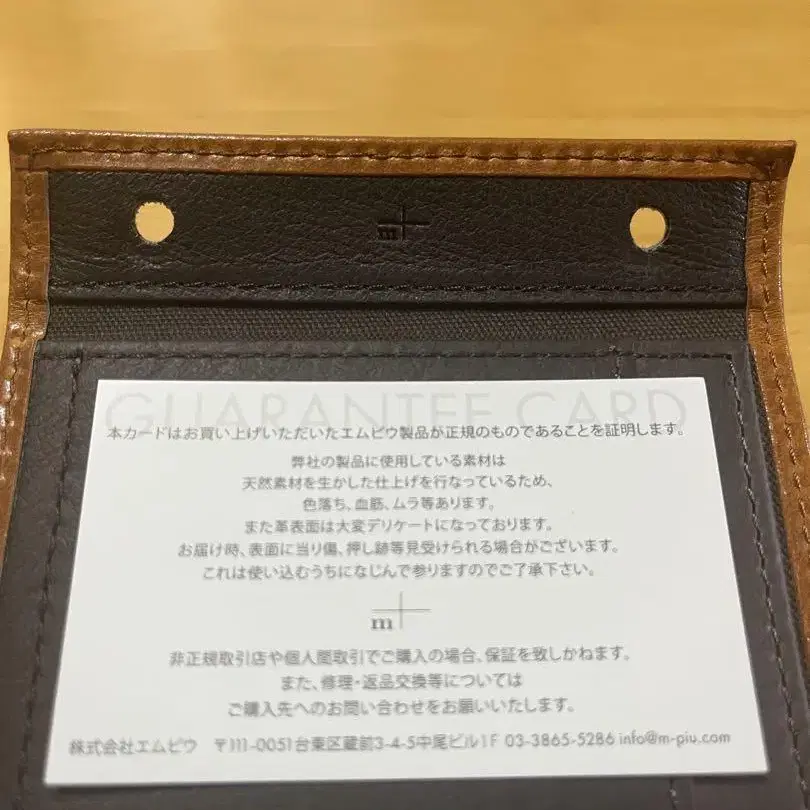 m
GUARANTEE CARD
本カードはお買い上げいただいたエムピウ製品が正規のものであることを証明します。
弊社の製品に使用している素材は
天然素材を生かした仕上げを行なっているため、
色落ち、血筋、ムラ等あります。
また革表面は大変デリケートになっております。
お届け時、表面に当り傷、押し跡等見受けられる場合がございます。
これは使い込むうちになじんで参りますのでご了承下さい。
m
非正規取引店や個人間取引でご購入の場合、保証を致しかねます。
また、修理・返品交換等については
ご購入先へのお問い合わせをお願いいたします。
株式会社エムピウ 〒111-0051台東区蔵前3-4-5中尾ビル1F 03-3865-5286 info@m-piu.com